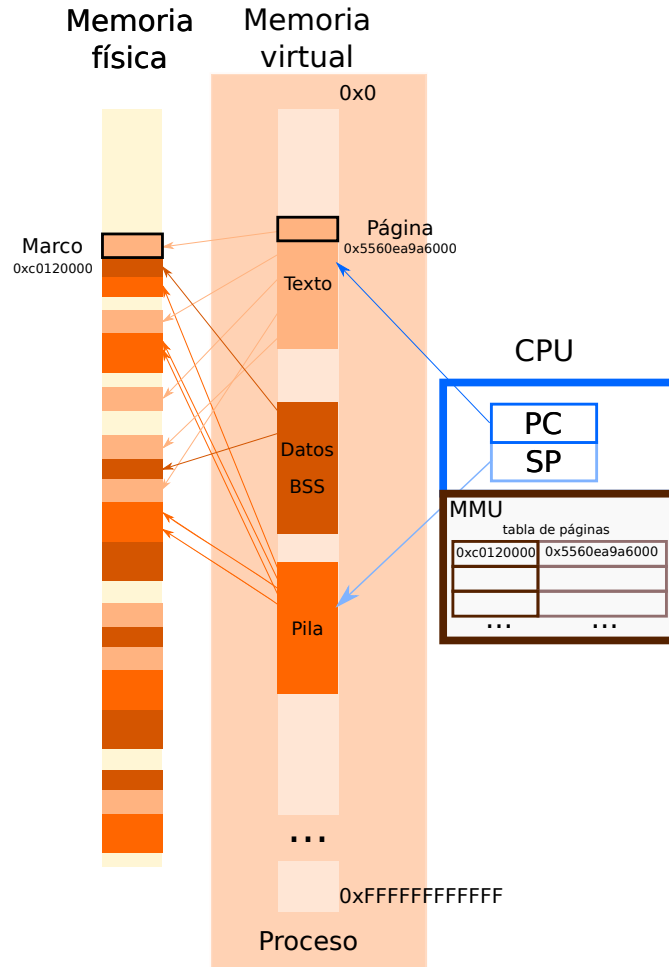 Memoria
física
Memoria
virtual
0x0
Marco
0xc0120000
Página
0x5560ea9a6000
Texto
Datos
BSS
Pila
...
0xFFFFFFFFFFFF
Proceso
CPU
PC
SP
MMU
tabla de páginas
0xc0120000 0x5560ea9a6000
... ...